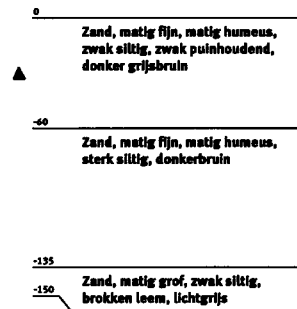 0
Zand, matig fijn, matig humeus,
zwak siltig, zwak puinhoudend,
donker grijsbruin
-60
Zand, matig fijn, matig humeus,
sterk siltig, donkerbruin
-135
Zand, matig grof, zwak siltig,
-150
brokken leem, lichtgrijs